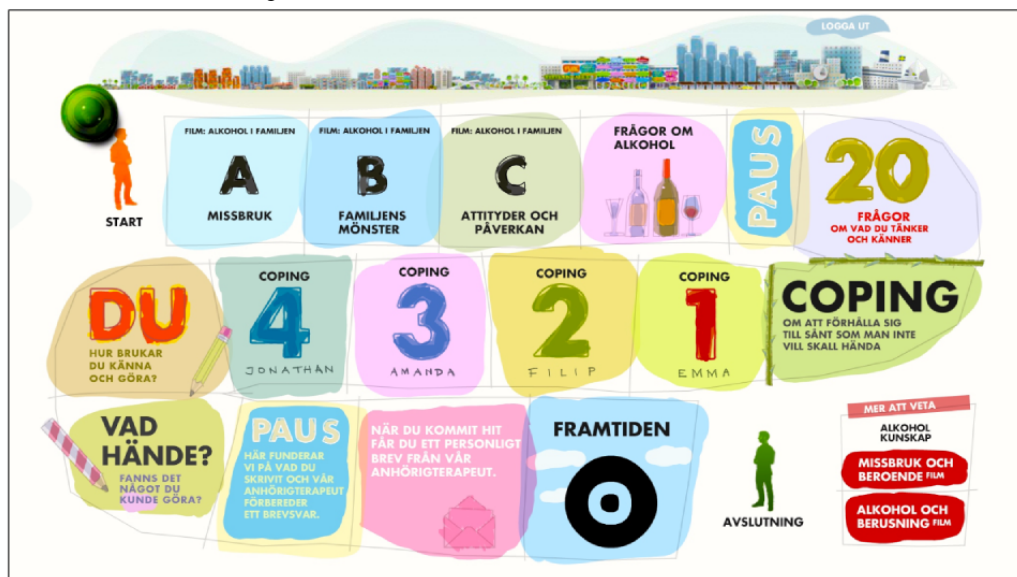 LOGGA UT
START
FILM: ALKOHOL I FAMILJEN
A
MISSBRUK
FILM: ALKOHOL I FAMILJEN
B
FAMILJENS
MÖNSTER
FILM: ALKOHOL I FAMILJEN
C
ATTITYDER OCH
PÅVERKAN
FRÅGOR OM
ALKOHOL
PAUS
20
FRÅGOR
OM VAD DU TÄNKER
OCH KÄNNER
COPING
OM ATT FÖRHÅLLA SIG
TILL SÅNT SOM MAN INTE
VILL SKALL HÄNDA
COPING
1
EMMA
COPING
2
FILIP
COPING
3
AMANDA
COPING
4
JONATHAN
DU
HUR BRUKAR
DU KÄNNA
OCH GÖRA?
VAD
HÄNDE?
FANNS DET
NÅGOT DU
KUNDE GÖRA?
PAUS
HÄR FUNDERAR
VI PÅ VAD DU
SKRIVIT OCH VÅR
ANHÖRIGTERAPEUT
FÖRBEREDER
ETT BREVSVAR.
NÄR DU KOMMIT HIT
FÅR DU ETT PERSONLIGT
BREV FRÅN VÅR
ANHÖRIGTERAPEUT.
FRAMTIDEN
AVSLUTNING
MER ATT VETA
ALKOHOL
KUNSKAP
MISSBRUK OCH
BEROENDE FILM
ALKOHOL OCH
BERUSNING FILM